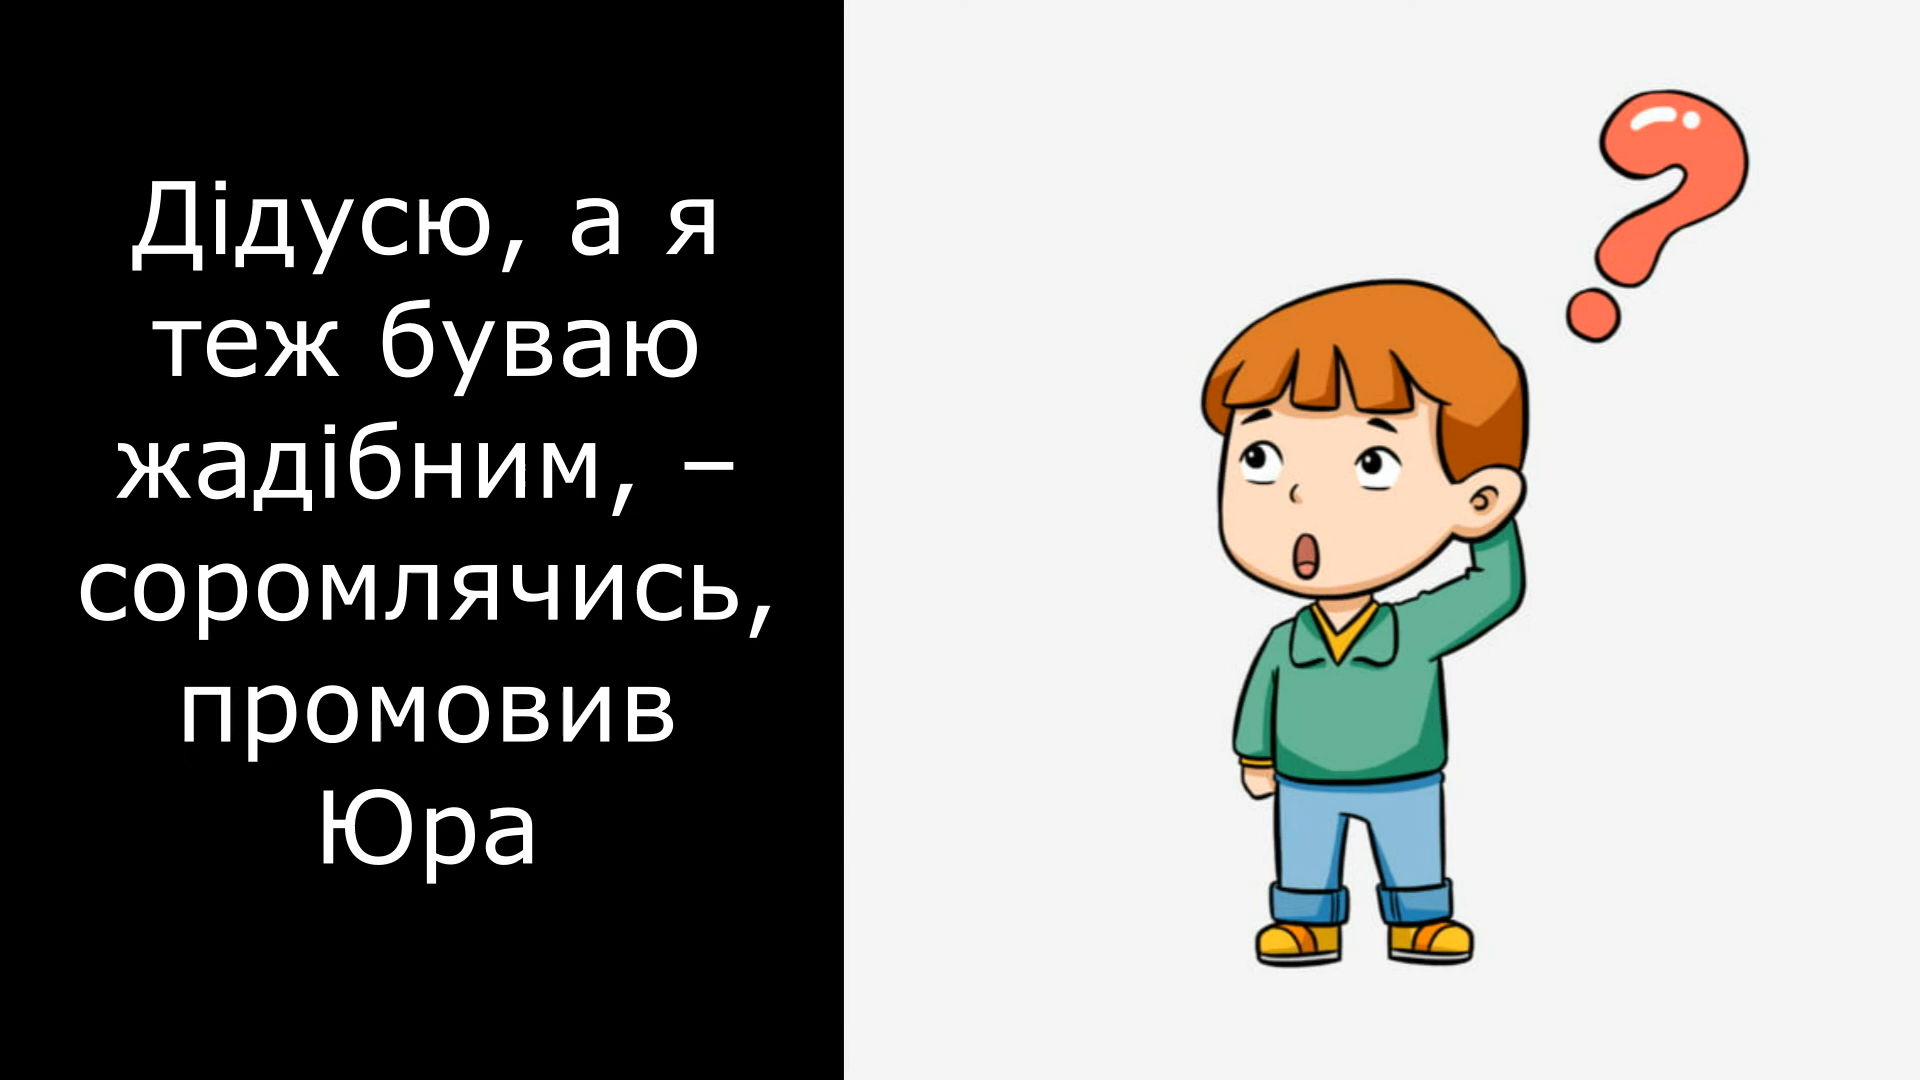 Дідусю, а я
теж буваю
жадібним, –
соромлячись,
промовив
Юра
?